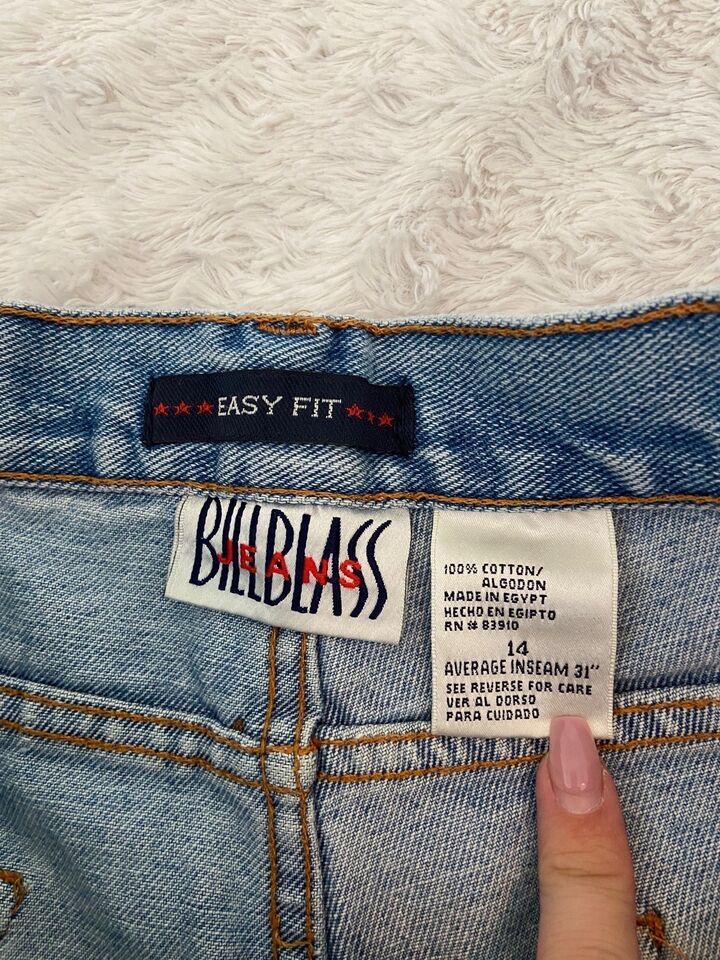 EASY FIT
BILLBLASS
JEANS
100% COTTON/
ALGODON
MADE IN EGYPT
HECHO EN EGIPTO
RN # 83910
14
AVERAGE INSEAM 31"
SEE REVERSE FOR CARE
VER AL DORSO
PARA CUIDADO